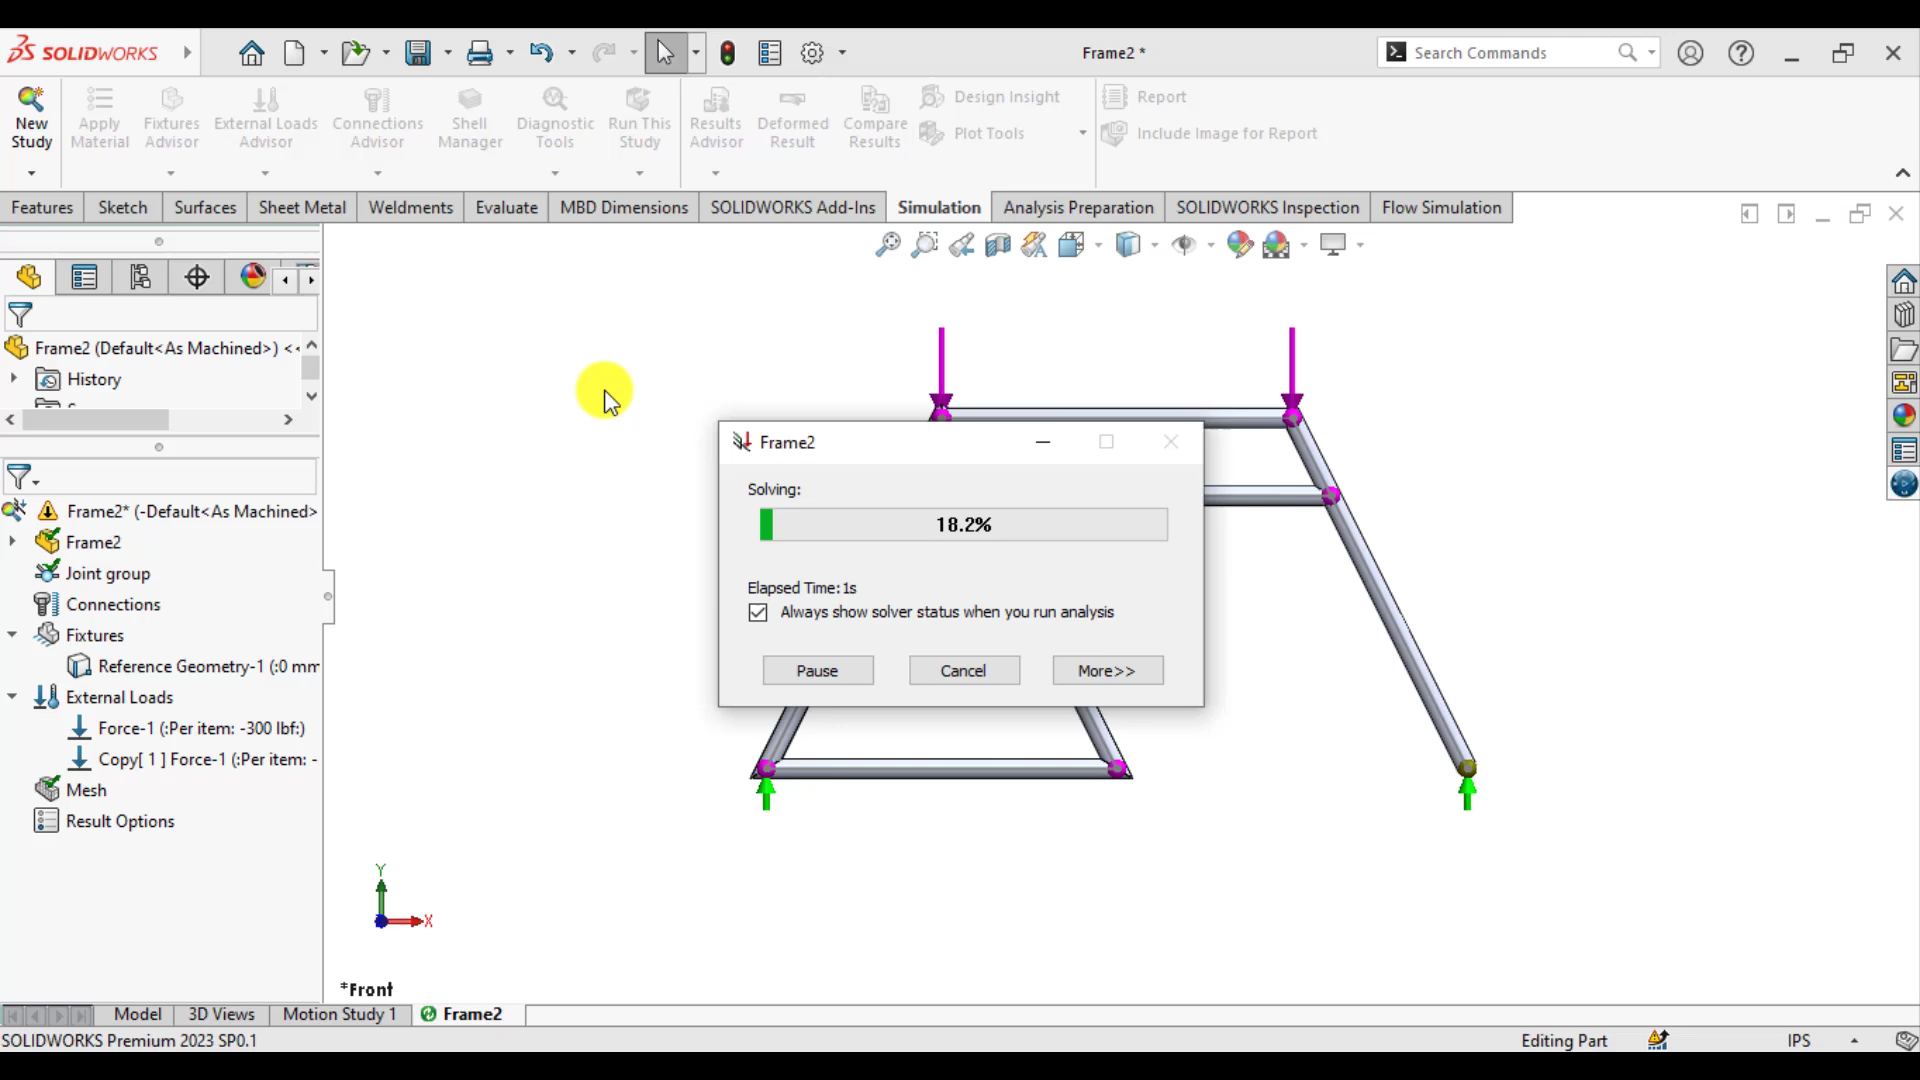 SOLIDWORKS
Frame2 *
Search Commands
New Study
Apply Material
Fixtures Advisor
External Loads Advisor
Connections Advisor
Shell Manager
Diagnostic Tools
Run This Study
Results Advisor
Deformed Result
Compare Results
Design Insight
Plot Tools
Report
Include Image for Report
Features
Sketch
Surfaces
Sheet Metal
Weldments
Evaluate
MBD Dimensions
SOLIDWORKS Add-Ins
Simulation
Analysis Preparation
SOLIDWORKS Inspection
Flow Simulation
Frame2 (Default<As Machined>) <<
History
Frame2* (-Default<As Machined>
Frame2
Joint group
Connections
Fixtures
Reference Geometry-1 (:0 mm
External Loads
Force-1 (:Per item: -300 lbf:)
Copy[ 1 ] Force-1 (:Per item: -
Mesh
Result Options
Frame2
Solving:
18.2%
Elapsed Time:1s
Always show solver status when you run analysis
Pause
Cancel
More>>
Y
X
*Front
Model
3D Views
Motion Study 1
Frame2
SOLIDWORKS Premium 2023 SP0.1
Editing Part
IPS